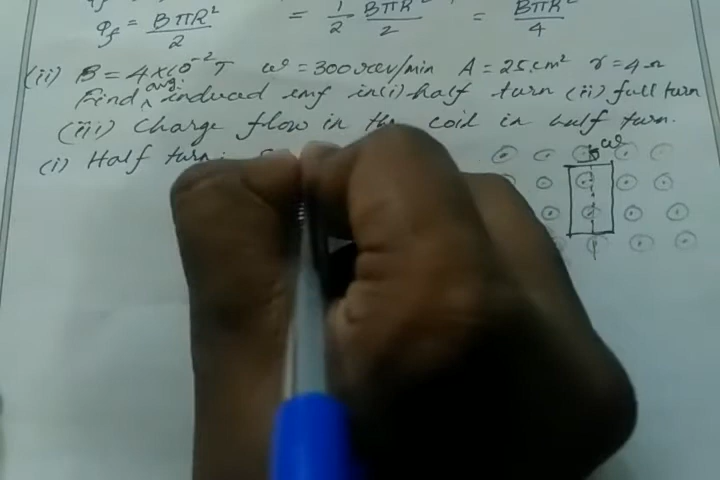 Φf = BπR²/2 = 1/2 BπR²/2 = BπR²/4
(ii) B = 4×10⁻² T ω = 300 rev/min A = 25 cm² r = 4 Ω
Find avg. induced emf in (i) half turn (ii) full turn
(iii) Charge flow in the coil in half turn.
(i) Half turn:
ω